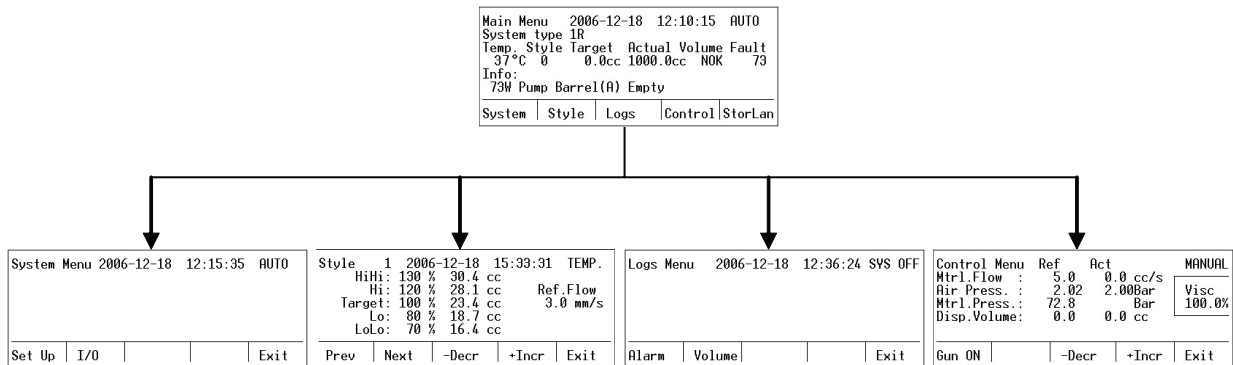 Main Menu 2006-12-18 12:10:15 AUTO
System type 1R
Temp. Style Target Actual Volume Fault
37°C 0 0.0cc 1000.0cc NOK 73
Info:
73W Pump Barrel(A) Empty
System Style Logs Control StorLan
System Menu 2006-12-18 12:15:35 AUTO
Set Up I/O Exit
Style 1 2006-12-18 15:33:31 TEMP.
HiHi: 130 % 30.4 cc
Hi: 120 % 28.1 cc Ref.Flow
Target: 100 % 23.4 cc 3.0 mm/s
Lo: 80 % 18.7 cc
LoLo: 70 % 16.4 cc
Prev Next -Decr +Incr Exit
Logs Menu 2006-12-18 12:36:24 SYS OFF
Alarm Volume Exit
Control Menu Ref Act MANUAL
Mtrl.Flow : 5.0 0.0 cc/s
Air Press. : 2.02 2.00Bar Visc
Mtrl.Press.: 72.8 Bar 100.0%
Disp.Volume: 0.0 0.0 cc
Gun ON -Decr +Incr Exit